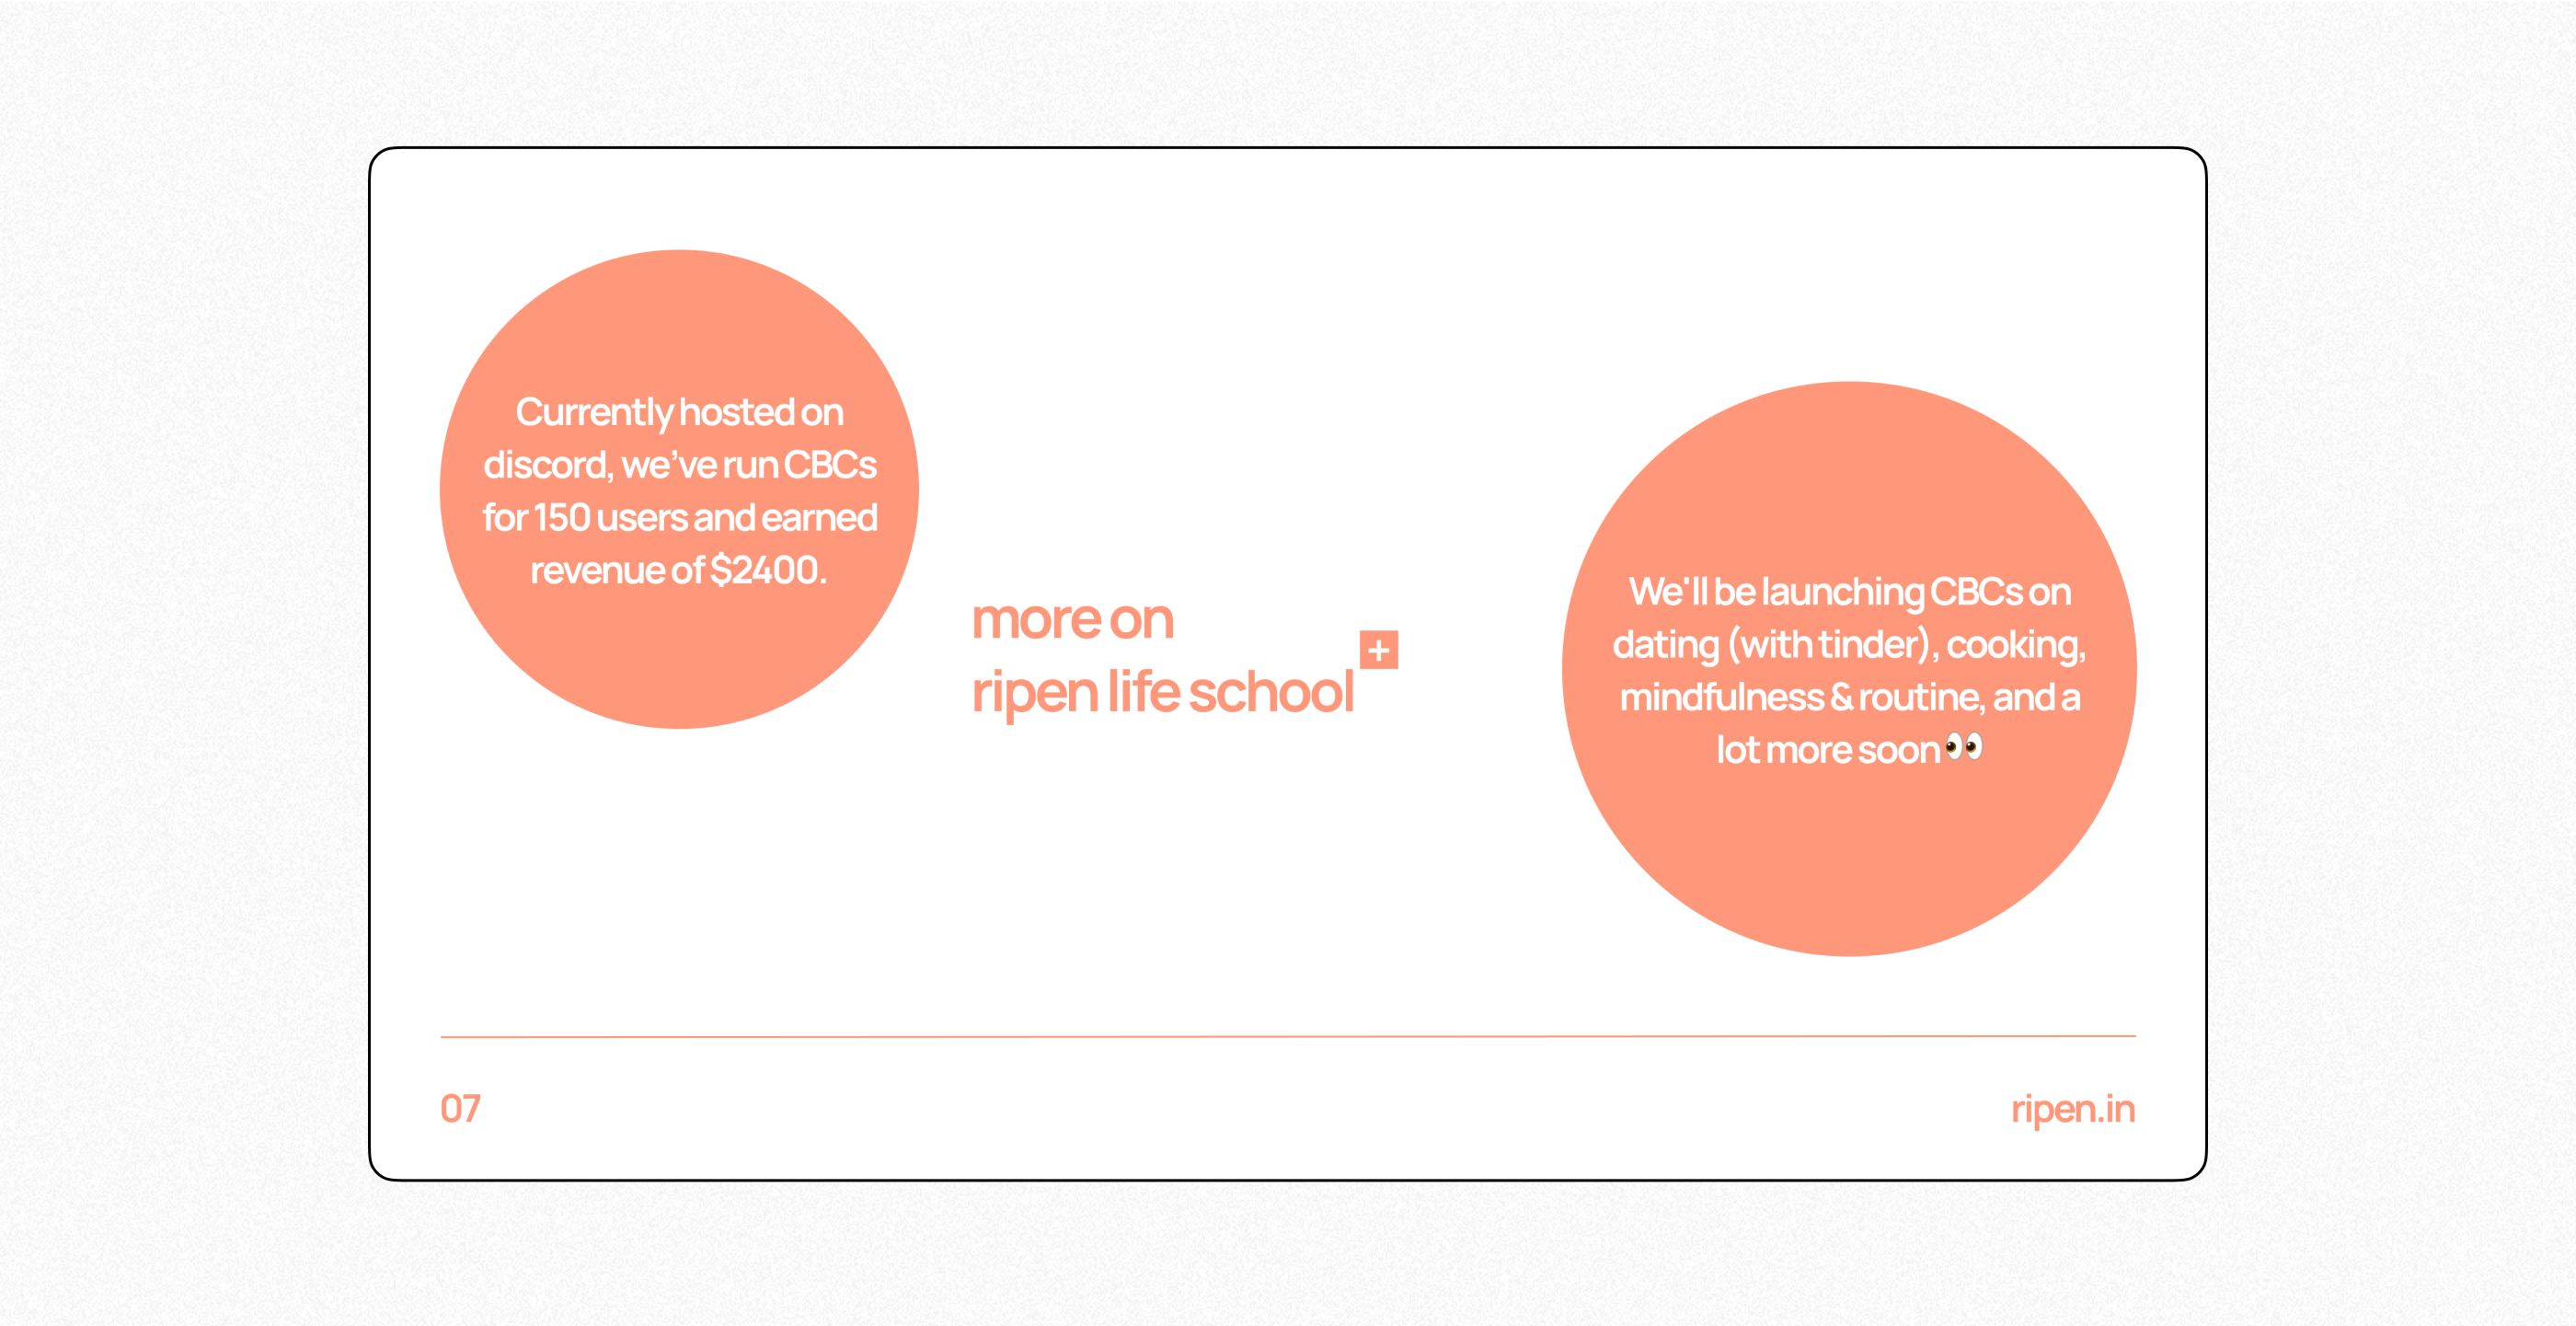 Currently hosted on
discord, we’ve run CBCs
for 150 users and earned
revenue of $2400.
more on
ripen life school +
We'll be launching CBCs on
dating (with tinder), cooking,
mindfulness & routine, and a
lot more soon 👀
07
ripen.in